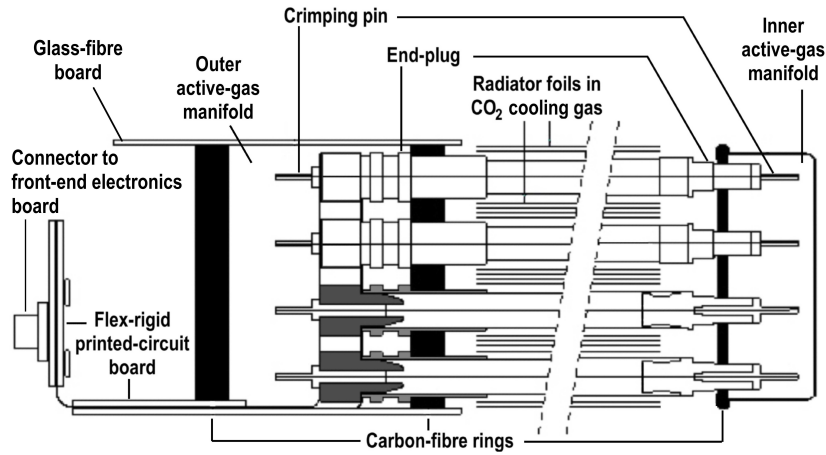 Crimping pin
Glass-fibre
board
Outer
active-gas
manifold
End-plug
Radiator foils in
CO₂ cooling gas
Inner
active-gas
manifold
Connector to
front-end electronics
board
Flex-rigid
printed-circuit
board
Carbon-fibre rings